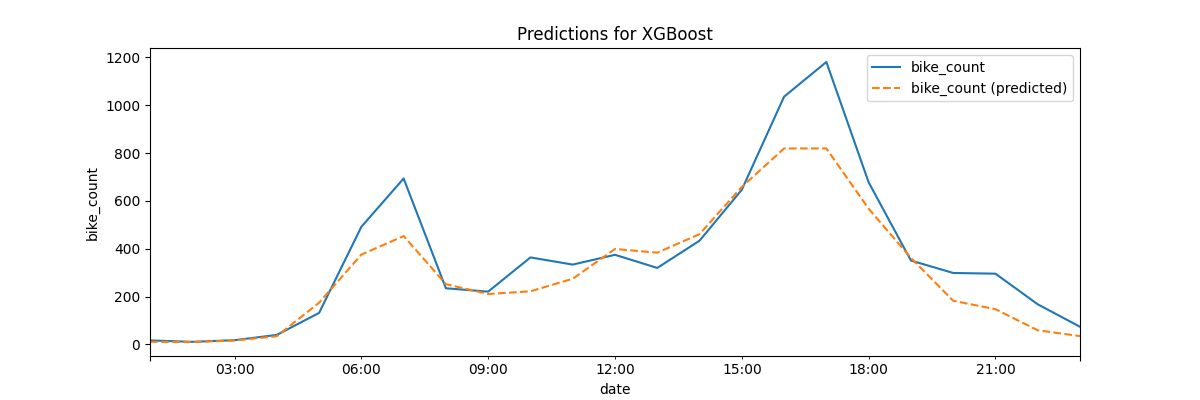 Predictions for XGBoost
bike_count
bike_count (predicted)
1200
1000
800
600
400
200
0
bike_count
03:00 06:00 09:00 12:00 15:00 18:00 21:00
date